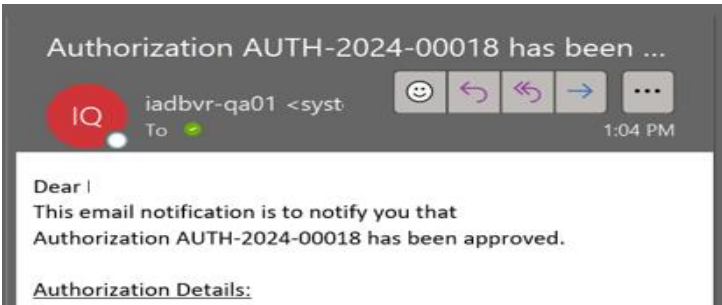 Authorization AUTH-2024-00018 has been ...
IQ
iadbvr-qa01 <syst
To
1:04 PM
Dear
This email notification is to notify you that
Authorization AUTH-2024-00018 has been approved.
Authorization Details: